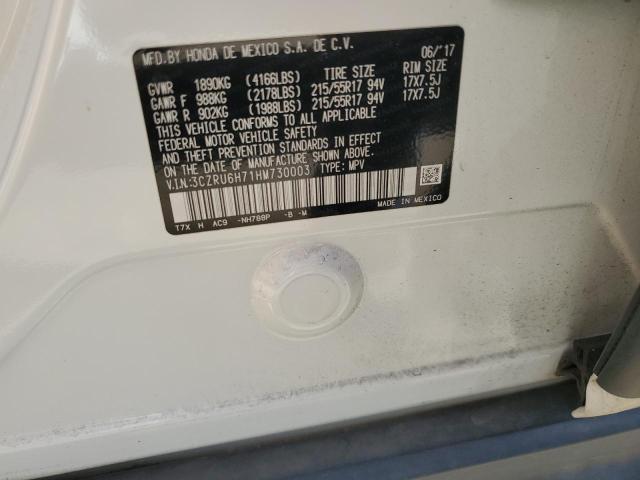 MFD.BY HONDA DE MEXICO S.A. DE C.V. 06/'17
GVWR 1890KG (4166LBS) TIRE SIZE RIM SIZE
GAWR F 988KG (2178LBS) 215/55R17 94V 17X7.5J
GAWR R 902KG (1988LBS) 215/55R17 94V 17X7.5J
THIS VEHICLE CONFORMS TO ALL APPLICABLE
FEDERAL MOTOR VEHICLE SAFETY
AND THEFT PREVENTION STANDARDS IN EFFECT
ON THE DATE OF MANUFACTURE SHOWN ABOVE.
V.I.N.:3CZRU6H71HM730003 TYPE: MPV
T7X H AC9 -NH788P -B -M MADE IN MEXICO